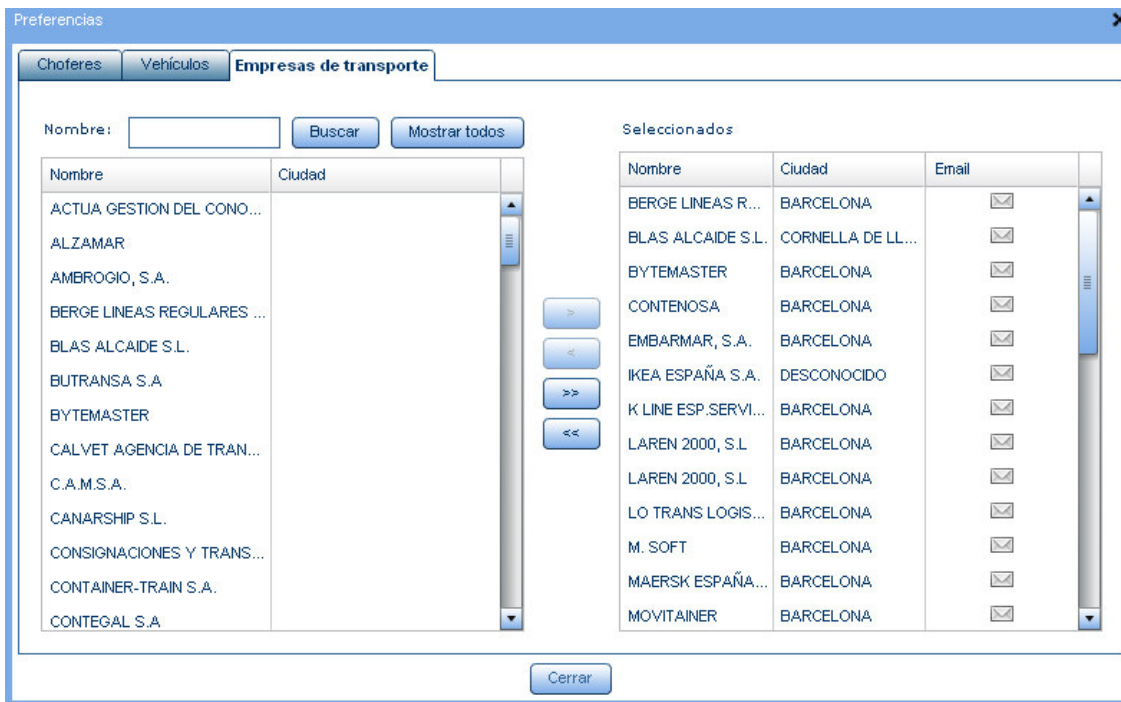 Preferencias
Choferes Vehículos Empresas de transporte
Nombre: Buscar Mostrar todos
Nombre Ciudad
ACTUA GESTION DEL CONO...
ALZAMAR
AMBROGIO, S.A.
BERGE LINEAS REGULARES ...
BLAS ALCAIDE S.L.
BUTRANSA S.A
BYTEMASTER
CALVET AGENCIA DE TRAN...
C.A.M.S.A.
CANARSHIP S.L.
CONSIGNACIONES Y TRANS...
CONTAINER-TRAIN S.A.
CONTEGAL S.A
>
<
>>
<<
Seleccionados
Nombre Ciudad Email
BERGE LINEAS R... BARCELONA
BLAS ALCAIDE S.L. CORNELLA DE LL...
BYTEMASTER BARCELONA
CONTENOSA BARCELONA
EMBARMAR, S.A. BARCELONA
IKEA ESPAÑA S.A. DESCONOCIDO
K LINE ESP.SERVI... BARCELONA
LAREN 2000, S.L BARCELONA
LAREN 2000, S.L BARCELONA
LO TRANS LOGIS... BARCELONA
M. SOFT BARCELONA
MAERSK ESPAÑA... BARCELONA
MOVITAINER BARCELONA
Cerrar